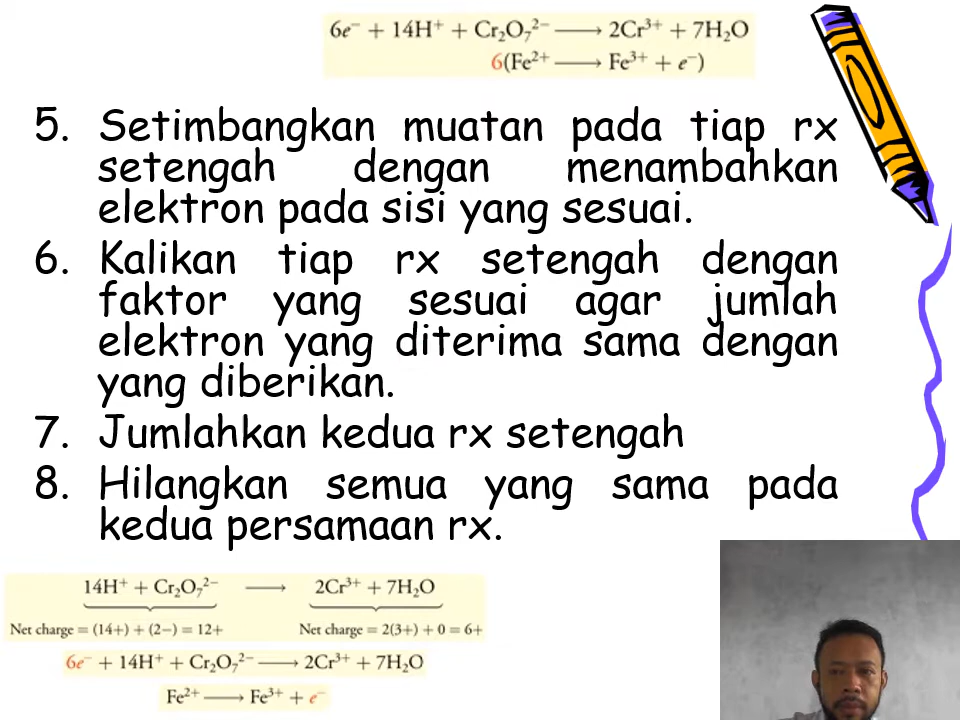 6e⁻ + 14H⁺ + Cr₂O₇²⁻ ⟶ 2Cr³⁺ + 7H₂O
6(Fe²⁺ ⟶ Fe³⁺ + e⁻)
5. Setimbangkan muatan pada tiap rx
setengah dengan menambahkan
elektron pada sisi yang sesuai.
6. Kalikan tiap rx setengah dengan
faktor yang sesuai agar jumlah
elektron yang diterima sama dengan
yang diberikan.
7. Jumlahkan kedua rx setengah
8. Hilangkan semua yang sama pada
kedua persamaan rx.
14H⁺ + Cr₂O₇²⁻ ⟶ 2Cr³⁺ + 7H₂O
Net charge = (14+) + (2−) = 12+ Net charge = 2(3+) + 0 = 6+
6e⁻ + 14H⁺ + Cr₂O₇²⁻ ⟶ 2Cr³⁺ + 7H₂O
Fe²⁺ ⟶ Fe³⁺ + e⁻